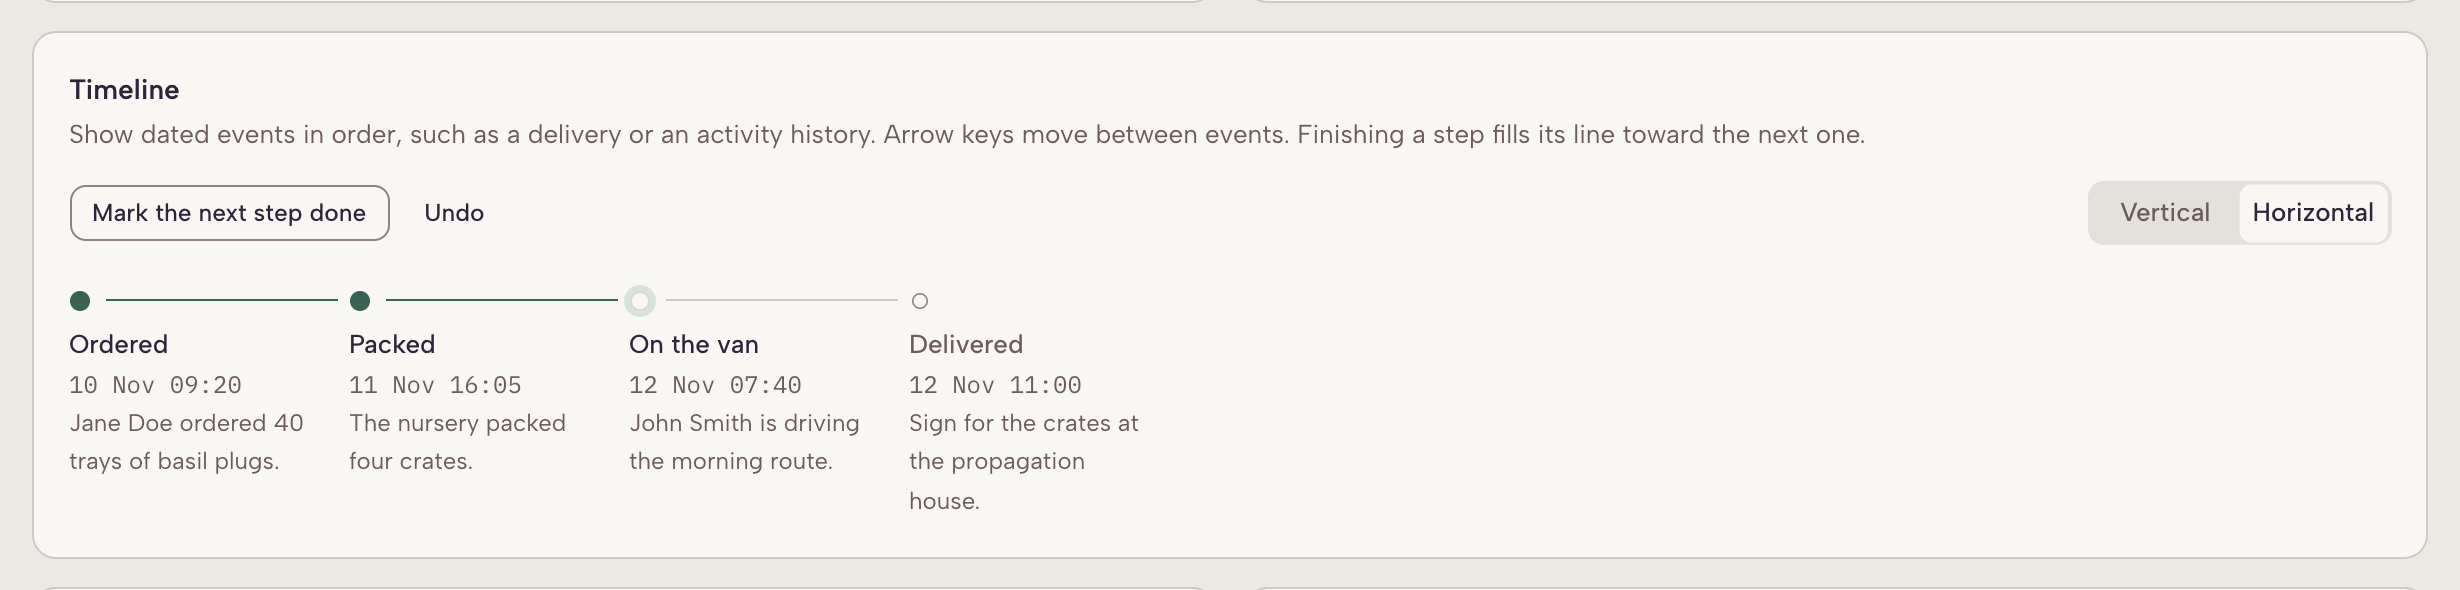 Timeline
Show dated events in order, such as a delivery or an activity history. Arrow keys move between events. Finishing a step fills its line toward the next one.
Mark the next step done
Undo
Vertical
Horizontal
Ordered
10 Nov 09:20
Jane Doe ordered 40
trays of basil plugs.
Packed
11 Nov 16:05
The nursery packed
four crates.
On the van
12 Nov 07:40
John Smith is driving
the morning route.
Delivered
12 Nov 11:00
Sign for the crates at
the propagation
house.